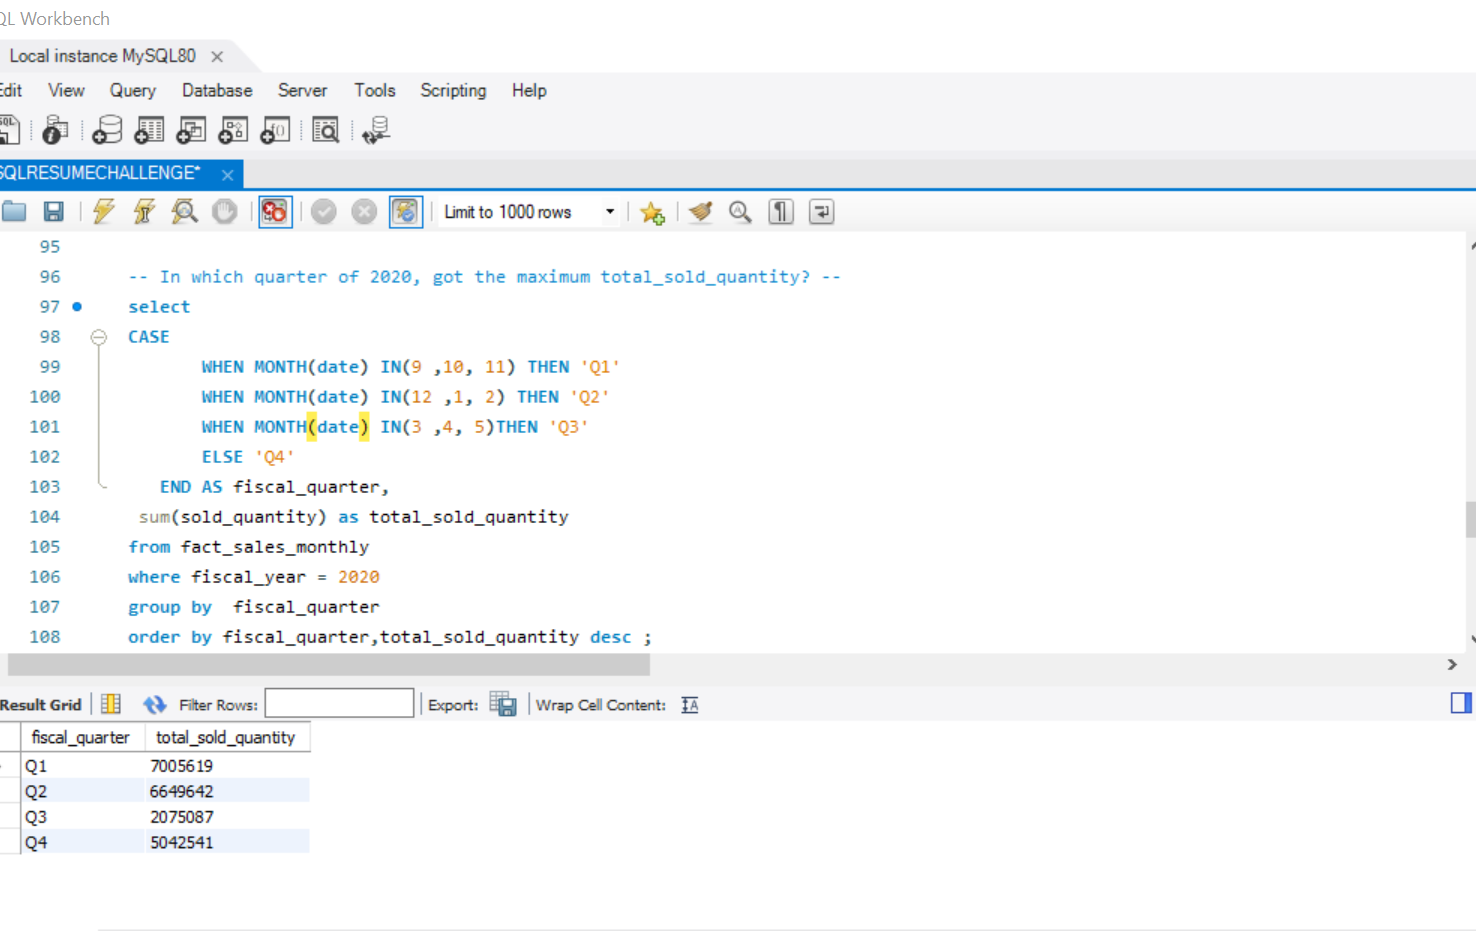 QL Workbench
Local instance MySQL80
Edit View Query Database Server Tools Scripting Help
SQLRESUMECHALLENGE*
Limit to 1000 rows
95
96 -- In which quarter of 2020, got the maximum total_sold_quantity? --
97 select
98 CASE
99 WHEN MONTH(date) IN(9 ,10, 11) THEN 'Q1'
100 WHEN MONTH(date) IN(12 ,1, 2) THEN 'Q2'
101 WHEN MONTH(date) IN(3 ,4, 5)THEN 'Q3'
102 ELSE 'Q4'
103 END AS fiscal_quarter,
104 sum(sold_quantity) as total_sold_quantity
105 from fact_sales_monthly
106 where fiscal_year = 2020
107 group by  fiscal_quarter
108 order by fiscal_quarter,total_sold_quantity desc ;
Result Grid Filter Rows: Export: Wrap Cell Content:
fiscal_quarter total_sold_quantity
Q1 7005619
Q2 6649642
Q3 2075087
Q4 5042541